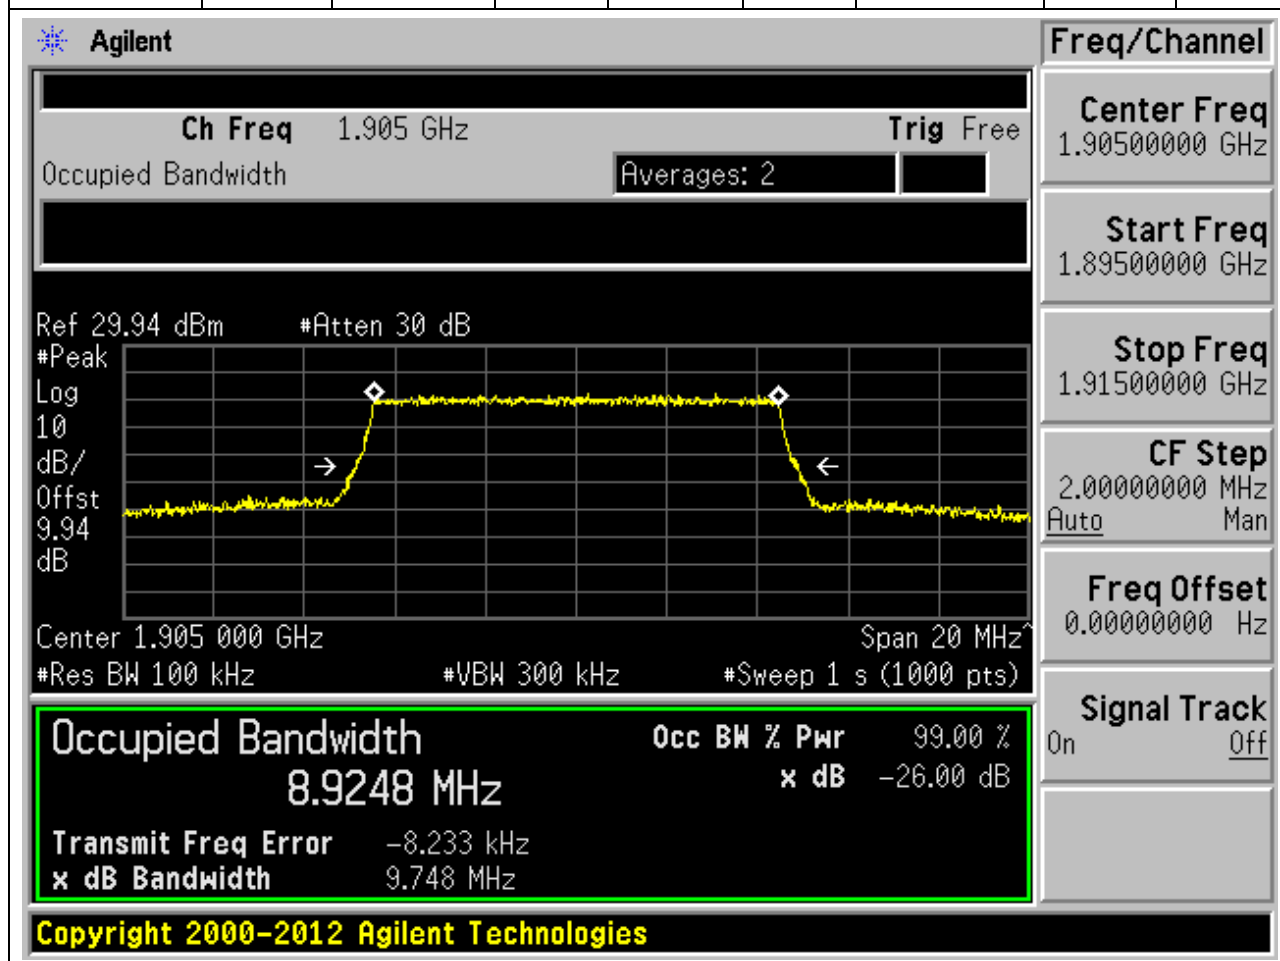 Agilent
Freq/Channel
Ch Freq 1.905 GHz Trig Free
Occupied Bandwidth Averages: 2
Center Freq
1.90500000 GHz
Start Freq
1.89500000 GHz
Stop Freq
1.91500000 GHz
CF Step
2.00000000 MHz
Auto Man
Freq Offset
0.00000000 Hz
Signal Track
On Off
Ref 29.94 dBm #Atten 30 dB
#Peak
Log
10
dB/
Offst
9.94
dB
Center 1.905 000 GHz Span 20 MHz^
#Res BW 100 kHz #VBW 300 kHz #Sweep 1 s (1000 pts)
Occupied Bandwidth Occ BW % Pwr 99.00 %
8.9248 MHz x dB -26.00 dB
Transmit Freq Error -8.233 kHz
x dB Bandwidth 9.748 MHz
Copyright 2000-2012 Agilent Technologies